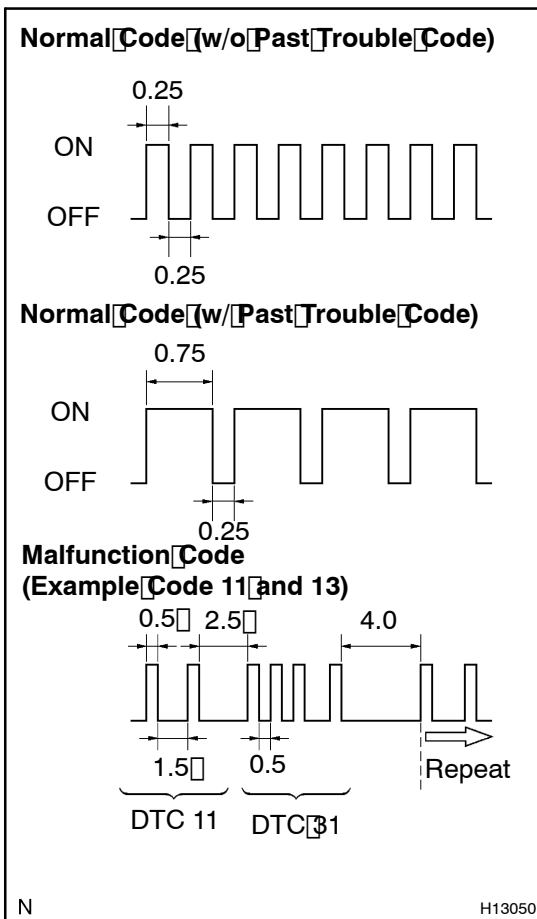 Normal▯Code▯(w/o▯Past▯Trouble▯Code)
0.25
ON
OFF
0.25
Normal▯Code▯(w/▯Past▯Trouble▯Code)
0.75
ON
OFF
0.25
Malfunction▯Code
(Example▯Code 11▯and 13)
0.5▯ 2.5▯ 4.0
1.5▯ 0.5 Repeat
DTC 11 DTC▯31
N H13050